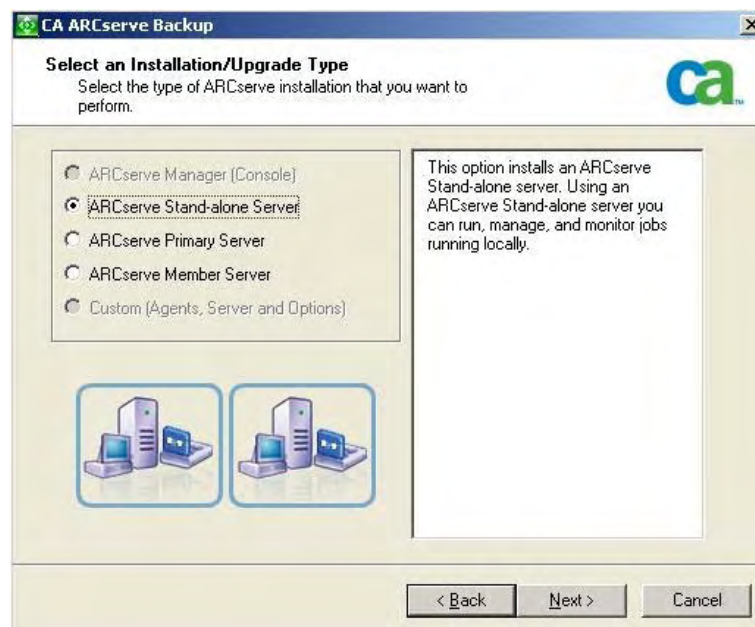 CA ARCserve Backup
Select an Installation/Upgrade Type
Select the type of ARCserve installation that you want to
perform.
ca
TM
ARCserve Manager (Console)
ARCserve Stand-alone Server
ARCserve Primary Server
ARCserve Member Server
Custom (Agents, Server and Options)
This option installs an ARCserve
Stand-alone server. Using an
ARCserve Stand-alone server you
can run, manage, and monitor jobs
running locally.
< Back
Next >
Cancel